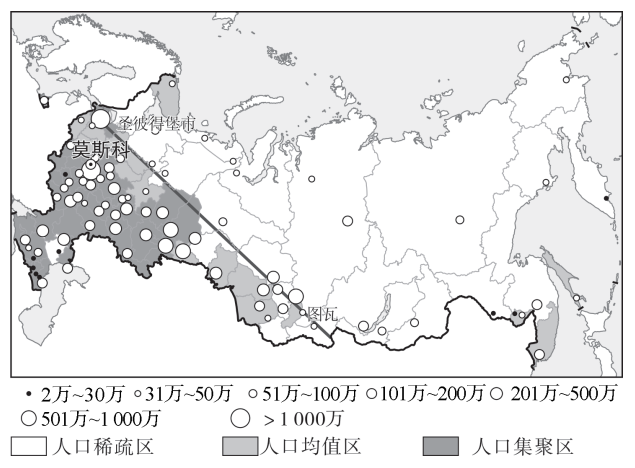 圣彼得堡市
莫斯科
图瓦
2万~30万 31万~50万 51万~100万 101万~200万 201万~500万
501万~1 000万 >1 000万
人口稀疏区 人口均值区 人口集聚区